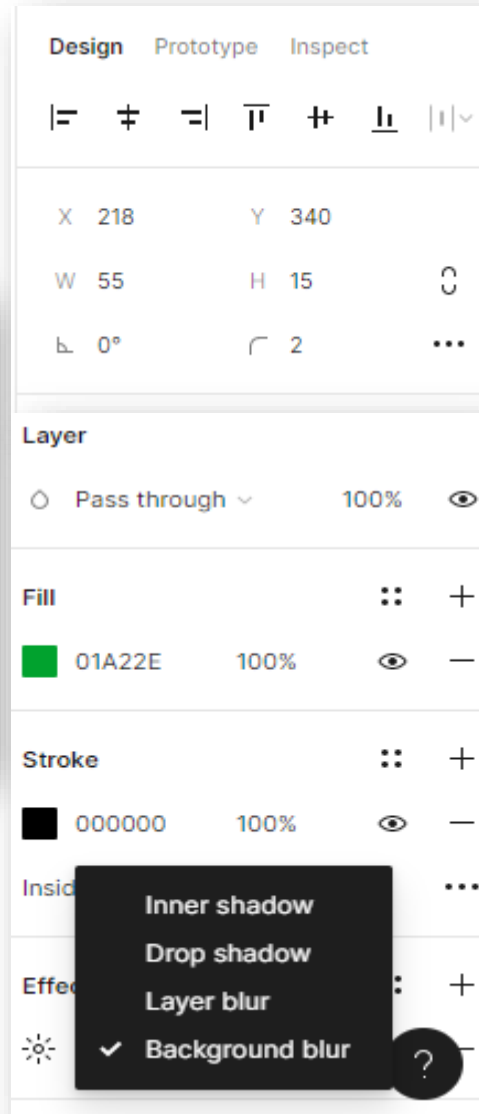 Design Prototype Inspect
X 218 Y 340
W 55 H 15
0° 2
Layer
Pass through 100%
Fill
01A22E 100%
Stroke
000000 100%
Insid
Inner shadow
Drop shadow
Effec
Layer blur
Background blur
?